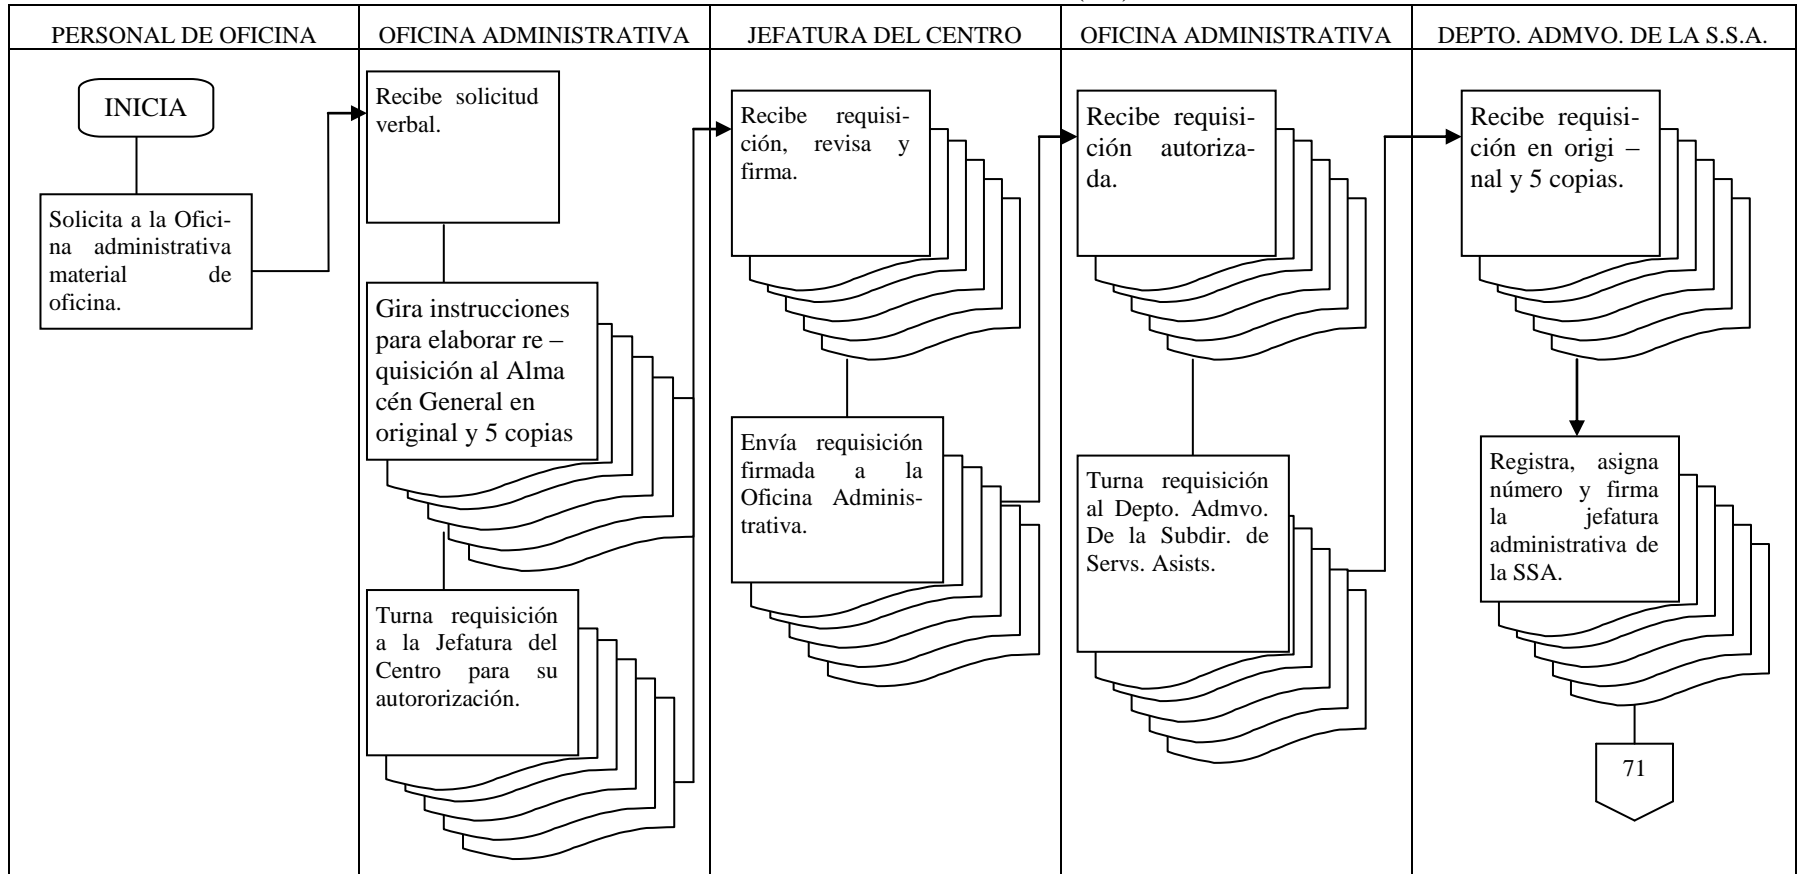 PERSONAL DE OFICINA
OFICINA ADMINISTRATIVA
JEFATURA DEL CENTRO
OFICINA ADMINISTRATIVA
DEPTO. ADMVO. DE LA S.S.A.
INICIA
Solicita a la Ofici-
na administrativa
material de
oficina.
Recibe solicitud
verbal.
Gira instrucciones
para elaborar re –
quisición al Alma
cén General en
original y 5 copias
Turna requisición
a la Jefatura del
Centro para su
autororización.
Recibe requisi-
ción, revisa y
firma.
Envía requisición
firmada a la
Oficina Adminis-
trativa.
Recibe requisi-
ción autoriza-
da.
Turna requisición
al Depto. Admvo.
De la Subdir. de
Servs. Asists.
Recibe requisi-
ción en origi –
nal y 5 copias.
Registra, asigna
número y firma
la jefatura
administrativa de
la SSA.
71